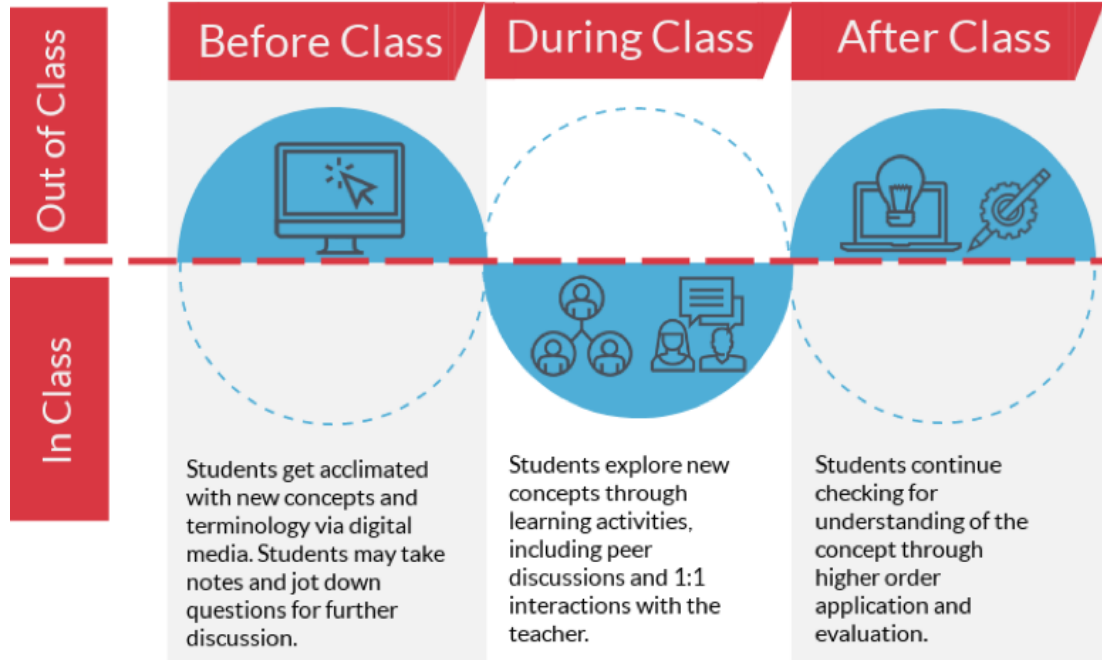 Out of Class
In Class
Before Class
During Class
After Class
Students get acclimated
with new concepts and
terminology via digital
media. Students may take
notes and jot down
questions for further
discussion.
Students explore new
concepts through
learning activities,
including peer
discussions and 1:1
interactions with the
teacher.
Students continue
checking for
understanding of the
concept through
higher order
application and
evaluation.